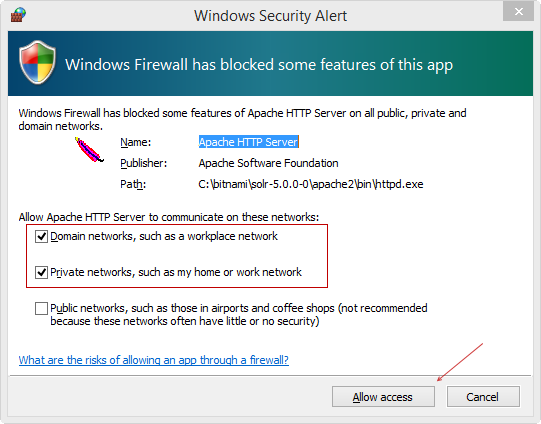 Windows Security Alert
Windows Firewall has blocked some features of this app
Windows Firewall has blocked some features of Apache HTTP Server on all public, private and
domain networks.
Name: Apache HTTP Server
Publisher: Apache Software Foundation
Path: C:\bitnami\solr-5.0.0-0\apache2\bin\httpd.exe
Allow Apache HTTP Server to communicate on these networks:
Domain networks, such as a workplace network
Private networks, such as my home or work network
Public networks, such as those in airports and coffee shops (not recommended
because these networks often have little or no security)
What are the risks of allowing an app through a firewall?
Allow access Cancel